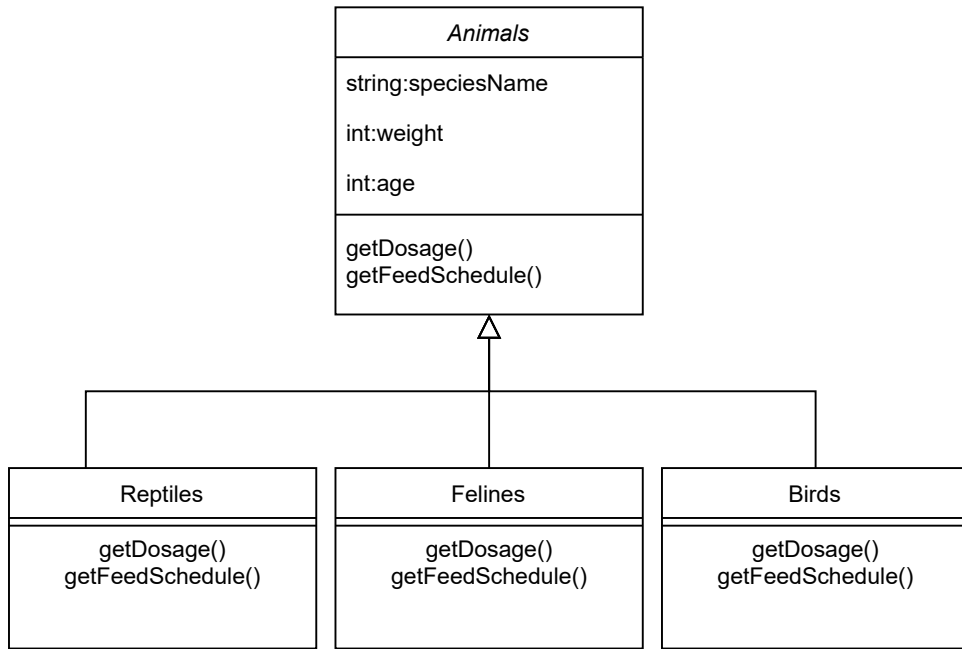 Animals
string:speciesName
int:weight
int:age
getDosage()
getFeedSchedule()
Reptiles
getDosage()
getFeedSchedule()
Felines
getDosage()
getFeedSchedule()
Birds
getDosage()
getFeedSchedule()